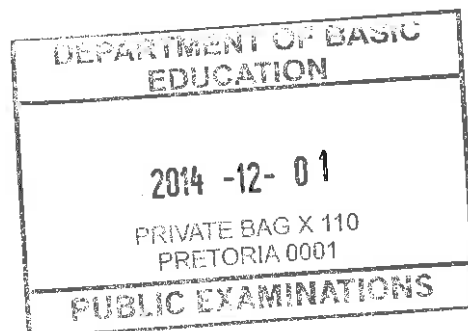 DEPARTMENT OF BASIC
EDUCATION
2014 -12- 01
PRIVATE BAG X 110
PRETORIA 0001
PUBLIC EXAMINATIONS